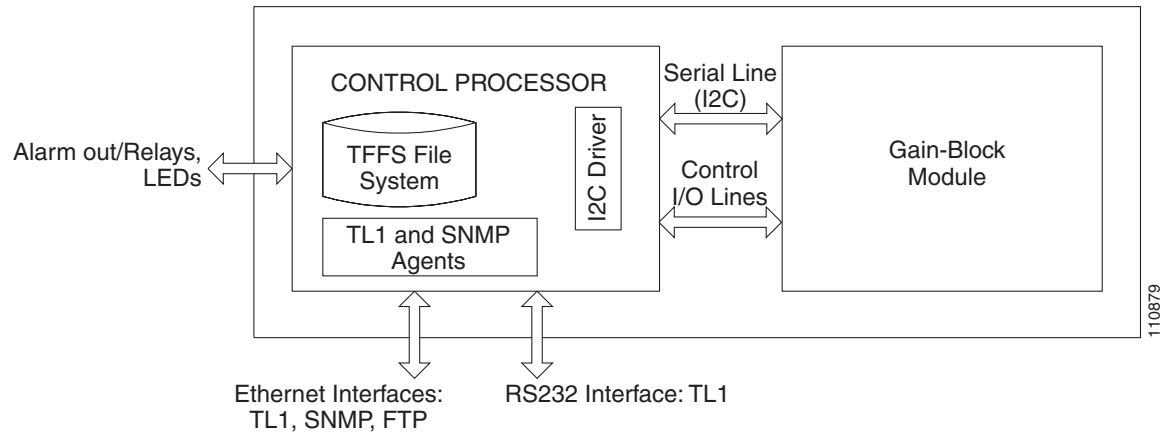 CONTROL PROCESSOR
TFFS File
System
I2C Driver
TL1 and SNMP
Agents
Alarm out/Relays,
LEDs
Serial Line
(I2C)
Control
I/O Lines
Gain-Block
Module
Ethernet Interfaces:
TL1, SNMP, FTP
RS232 Interface: TL1
110879